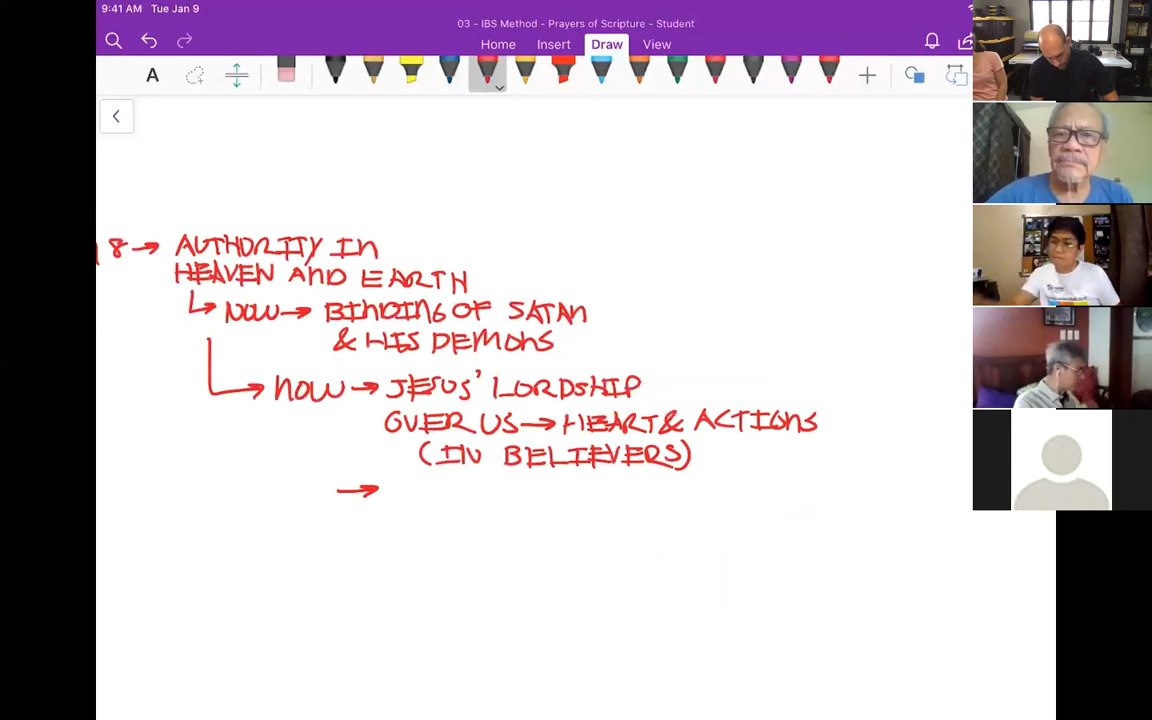 9:41 AM Tue Jan 9
03 - IBS Method - Prayers of Scripture - Student
Home Insert Draw View
A
8 → AUTHORITY IN
HEAVEN AND EARTH
↳ NOW → BINDING OF SATAN
& HIS DEMONS
→ NOW → JESUS' LORDSHIP
OVER US → HEART & ACTIONS
(IN BELIEVERS)
→